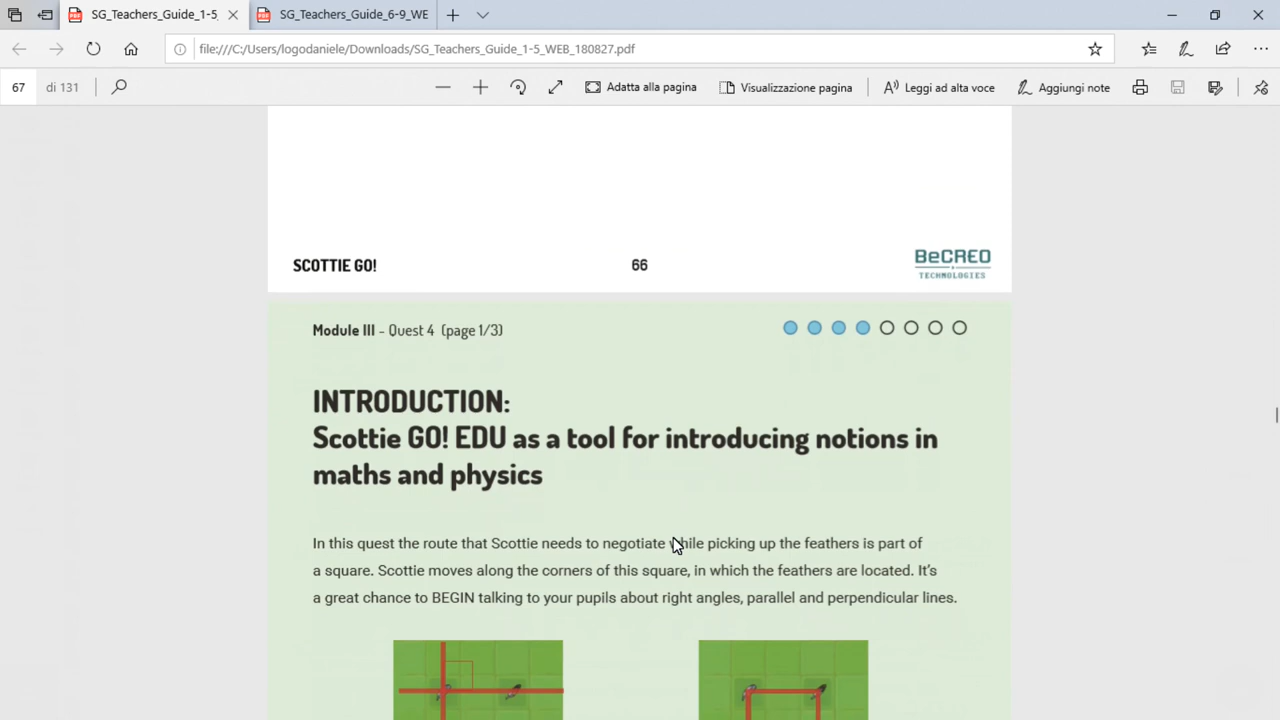 SG_Teachers_Guide_1-5_
SG_Teachers_Guide_6-9_WE
file:///C:/Users/logodaniele/Downloads/SG_Teachers_Guide_1-5_WEB_180827.pdf
67 di 131 Adatta alla pagina Visualizzazione pagina Leggi ad alta voce Aggiungi note
SCOTTIE GO! 66 BeCREO
TECHNOLOGIES
Module III - Quest 4 (page 1/3)
INTRODUCTION:
Scottie GO! EDU as a tool for introducing notions in
maths and physics
In this quest the route that Scottie needs to negotiate while picking up the feathers is part of
a square. Scottie moves along the corners of this square, in which the feathers are located. It's
a great chance to BEGIN talking to your pupils about right angles, parallel and perpendicular lines.